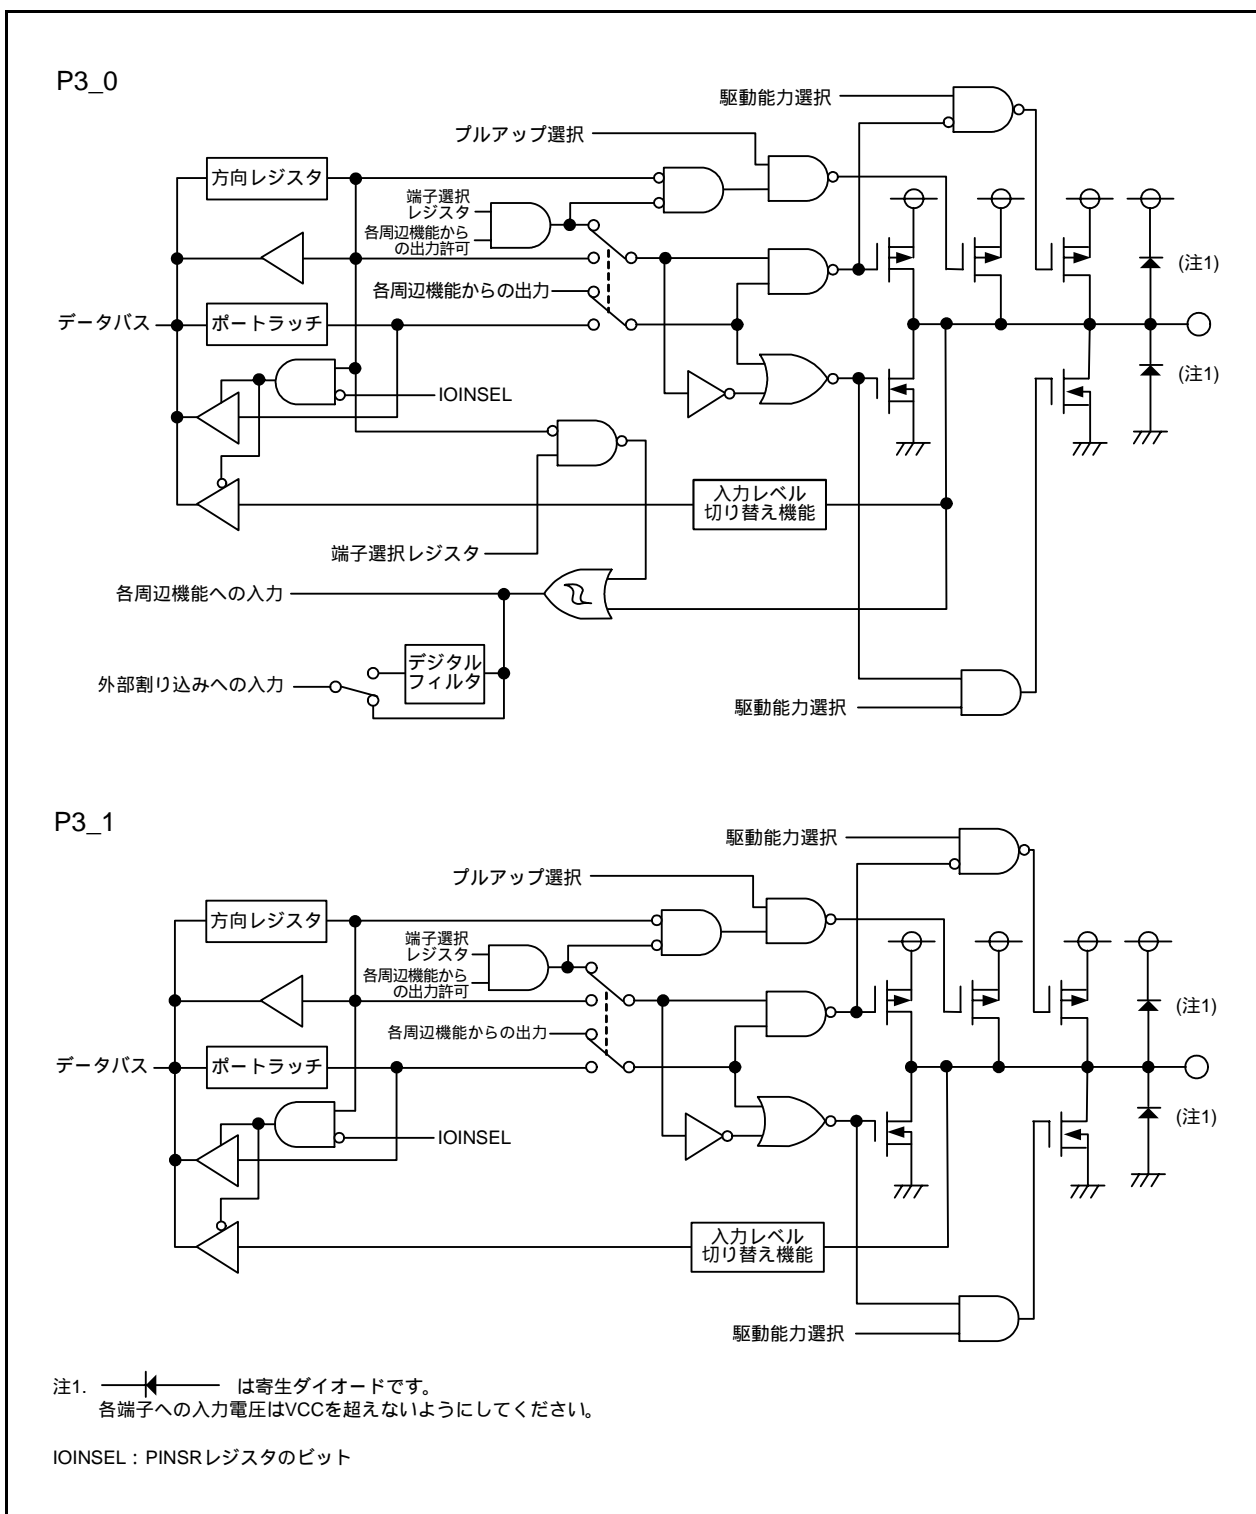 P3_0
駆動能力選択
プルアップ選択
方向レジスタ
端子選択
レジスタ
各周辺機能から
の出力許可
(注1)
各周辺機能からの出力
データバス
ポートラッチ
(注1)
IOINSEL
入力レベル
切り替え機能
端子選択レジスタ
各周辺機能への入力
デジタル
フィルタ
外部割り込みへの入力
駆動能力選択
P3_1
駆動能力選択
プルアップ選択
方向レジスタ
端子選択
レジスタ
各周辺機能から
の出力許可
(注1)
各周辺機能からの出力
データバス
ポートラッチ
(注1)
IOINSEL
入力レベル
切り替え機能
駆動能力選択
注1. は寄生ダイオードです。
各端子への入力電圧はVCCを超えないようにしてください。
IOINSEL : PINSRレジスタのビット